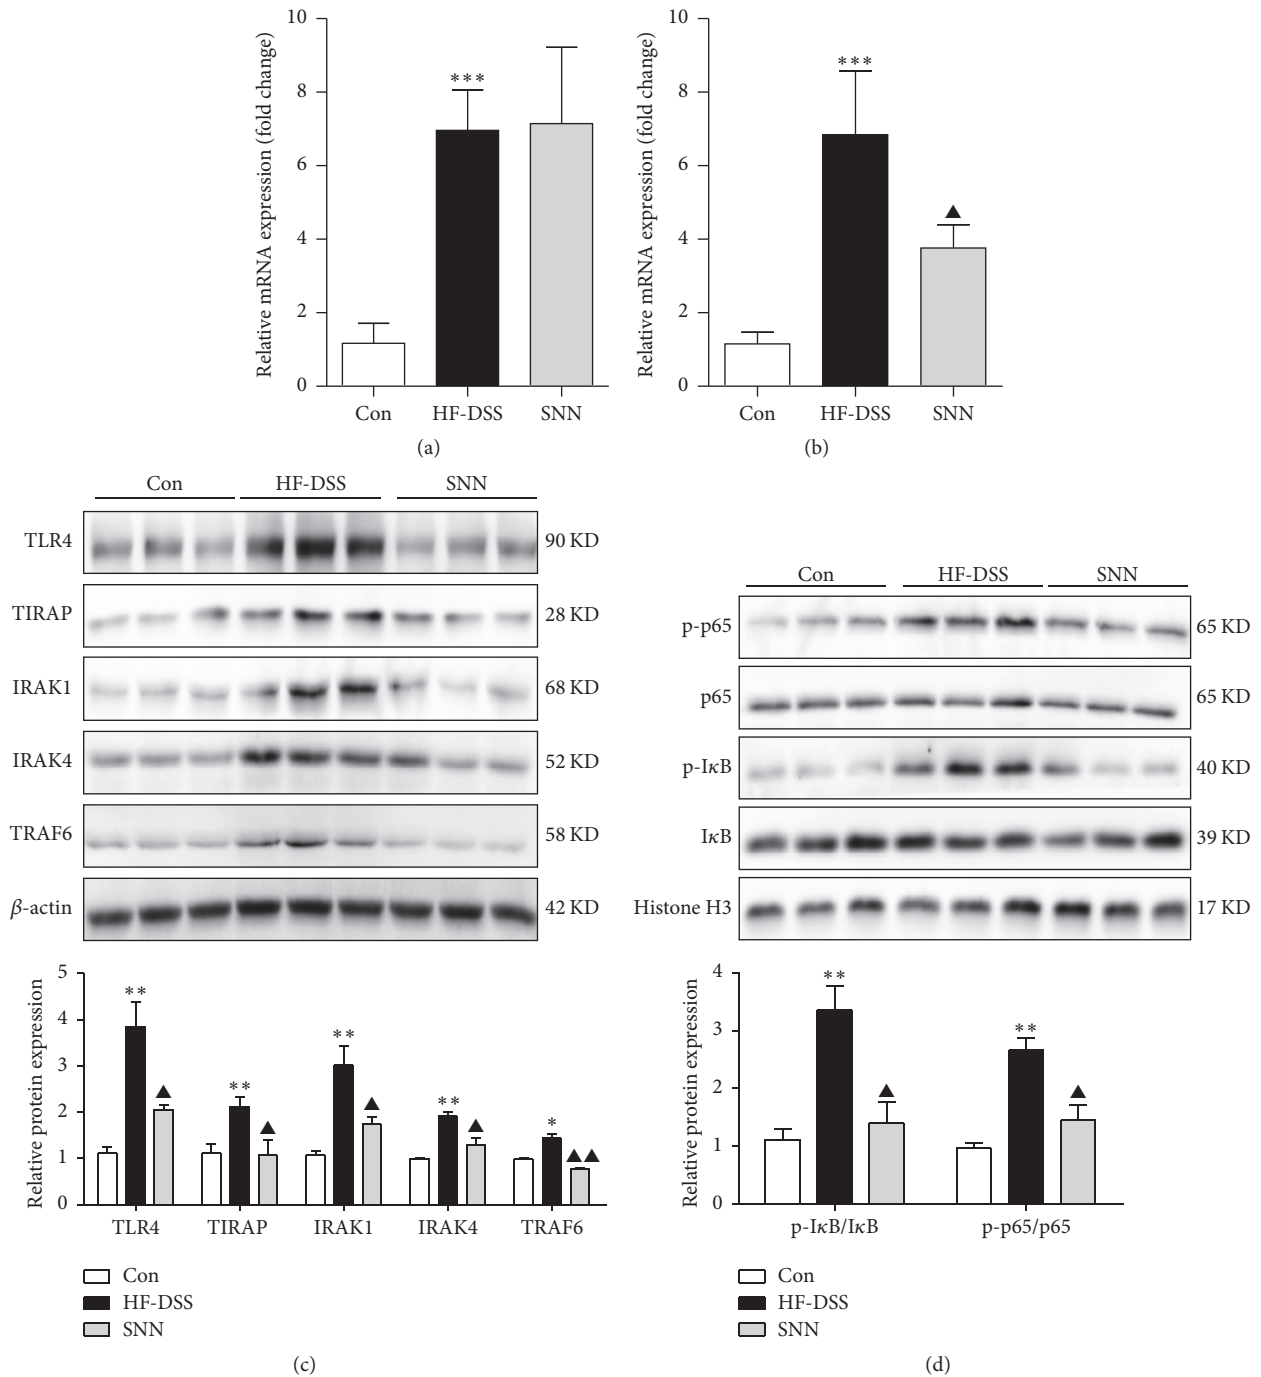 Relative mRNA expression (fold change)
10
8
6
4
2
0
***
Con HF-DSS SNN
(a)
Relative mRNA expression (fold change)
10
8
6
4
2
0
***
▲
Con HF-DSS SNN
(b)
Con HF-DSS SNN
TLR4 90 KD
TIRAP 28 KD
IRAK1 68 KD
IRAK4 52 KD
TRAF6 58 KD
β-actin 42 KD
Relative protein expression
5
4
3
2
1
0
** ▲
** ▲
** ▲
** ▲
* ▲▲
TLR4 TIRAP IRAK1 IRAK4 TRAF6
Con
HF-DSS
SNN
(c)
Con HF-DSS SNN
p-p65 65 KD
p65 65 KD
p-IκB 40 KD
IκB 39 KD
Histone H3 17 KD
Relative protein expression
4
3
2
1
0
** ▲
** ▲
p-IκB/IκB p-p65/p65
Con
HF-DSS
SNN
(d)